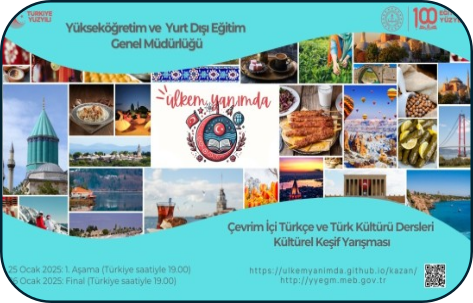 TÜRKİYE
YÜZYILI
Yükseköğretim ve Yurt Dışı Eğitim
Genel Müdürlüğü
100
ülkem yanımda
Çevrim İçi Türkçe ve Türk Kültürü Dersleri
Kültürel Keşif Yarışması
25 Ocak 2025: 1. Aşama (Türkiye saatiyle 19.00)
Ocak 2025: Final (Türkiye saatiyle 19.00)
https://ulkemyanimda.github.io/kazan/
http://yyegm.meb.gov.tr